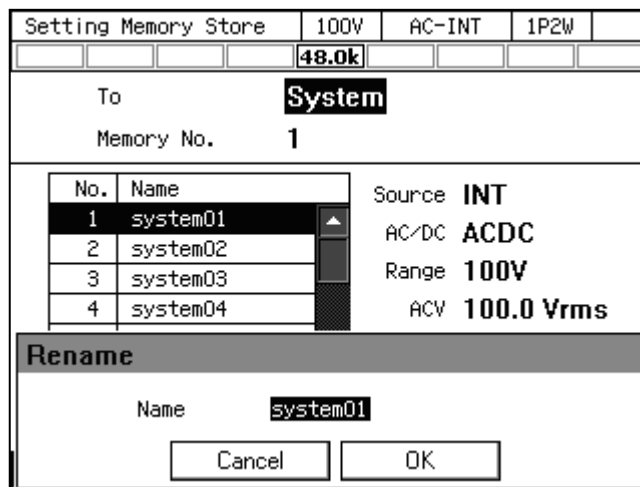 Setting Memory Store 100V AC-INT 1P2W
48.0k
To System
Memory No. 1
No. Name
1 system01
2 system02
3 system03
4 system04
Source INT
AC/DC ACDC
Range 100V
ACV 100.0 Vrms
Rename
Name system01
Cancel OK